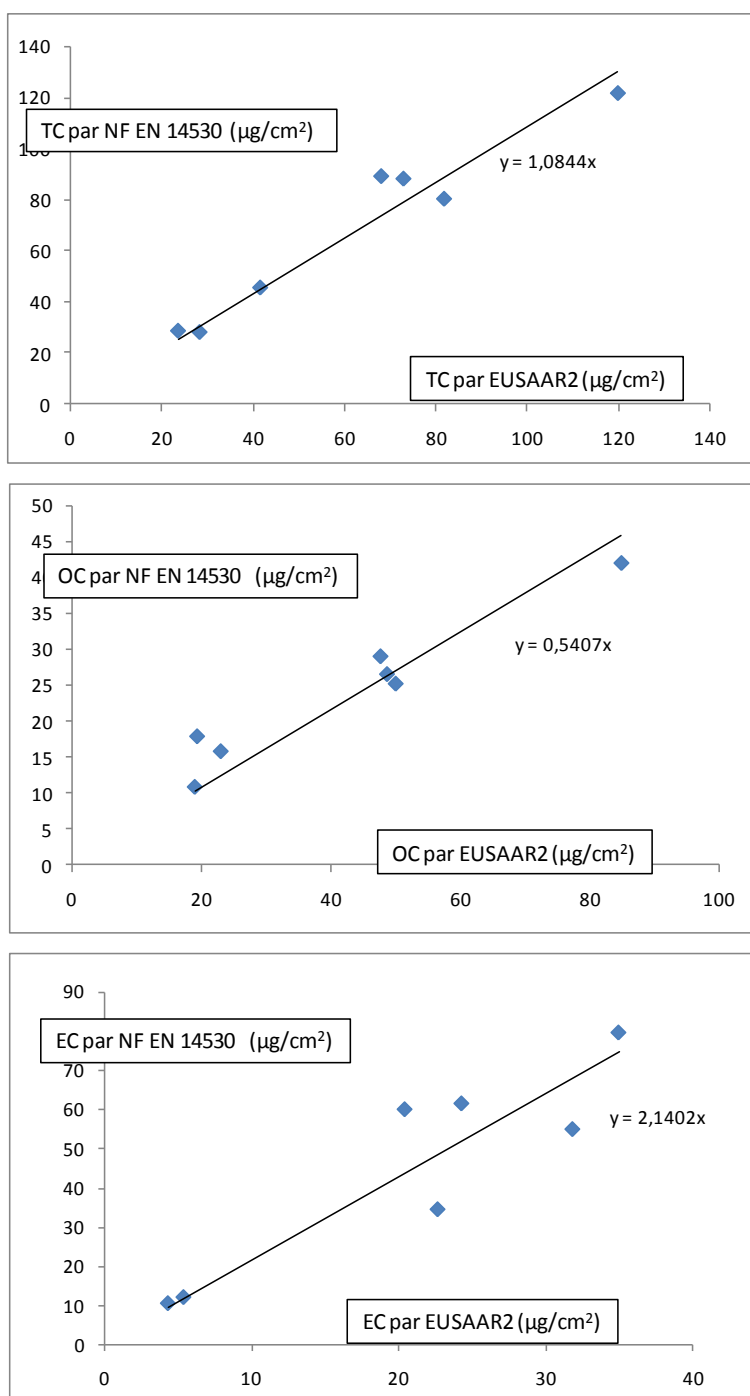 140
120
TC par NF EN 14530 (µg/cm²)
100
y = 1,0844x
80
60
40
20
TC par EUSAAR2 (µg/cm²)
0
0 20 40 60 80 100 120 140
50
45
OC par NF EN 14530 (µg/cm²)
40
35
30
y = 0,5407x
25
20
15
10
5
OC par EUSAAR2 (µg/cm²)
0
0 20 40 60 80 100
90
EC par NF EN 14530 (µg/cm²)
70
60
y = 2,1402x
50
40
30
20
10
EC par EUSAAR2 (µg/cm²)
0
0 10 20 30 40